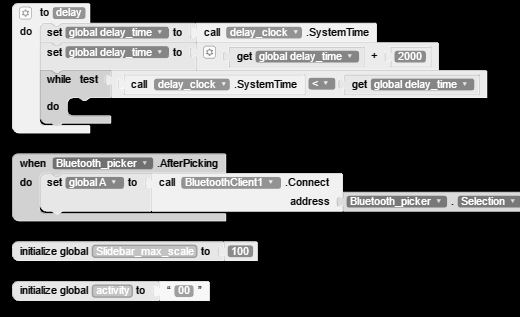 to delay
do set global delay_time to call delay_clock .SystemTime
set global delay_time to get global delay_time + 2000
while test call delay_clock .SystemTime < get global delay_time
do
when Bluetooth_picker .AfterPicking
do set global A to call BluetoothClient1 .Connect
address Bluetooth_picker . Selection
initialize global Slidebar_max_scale to 100
initialize global activity to " 00 "